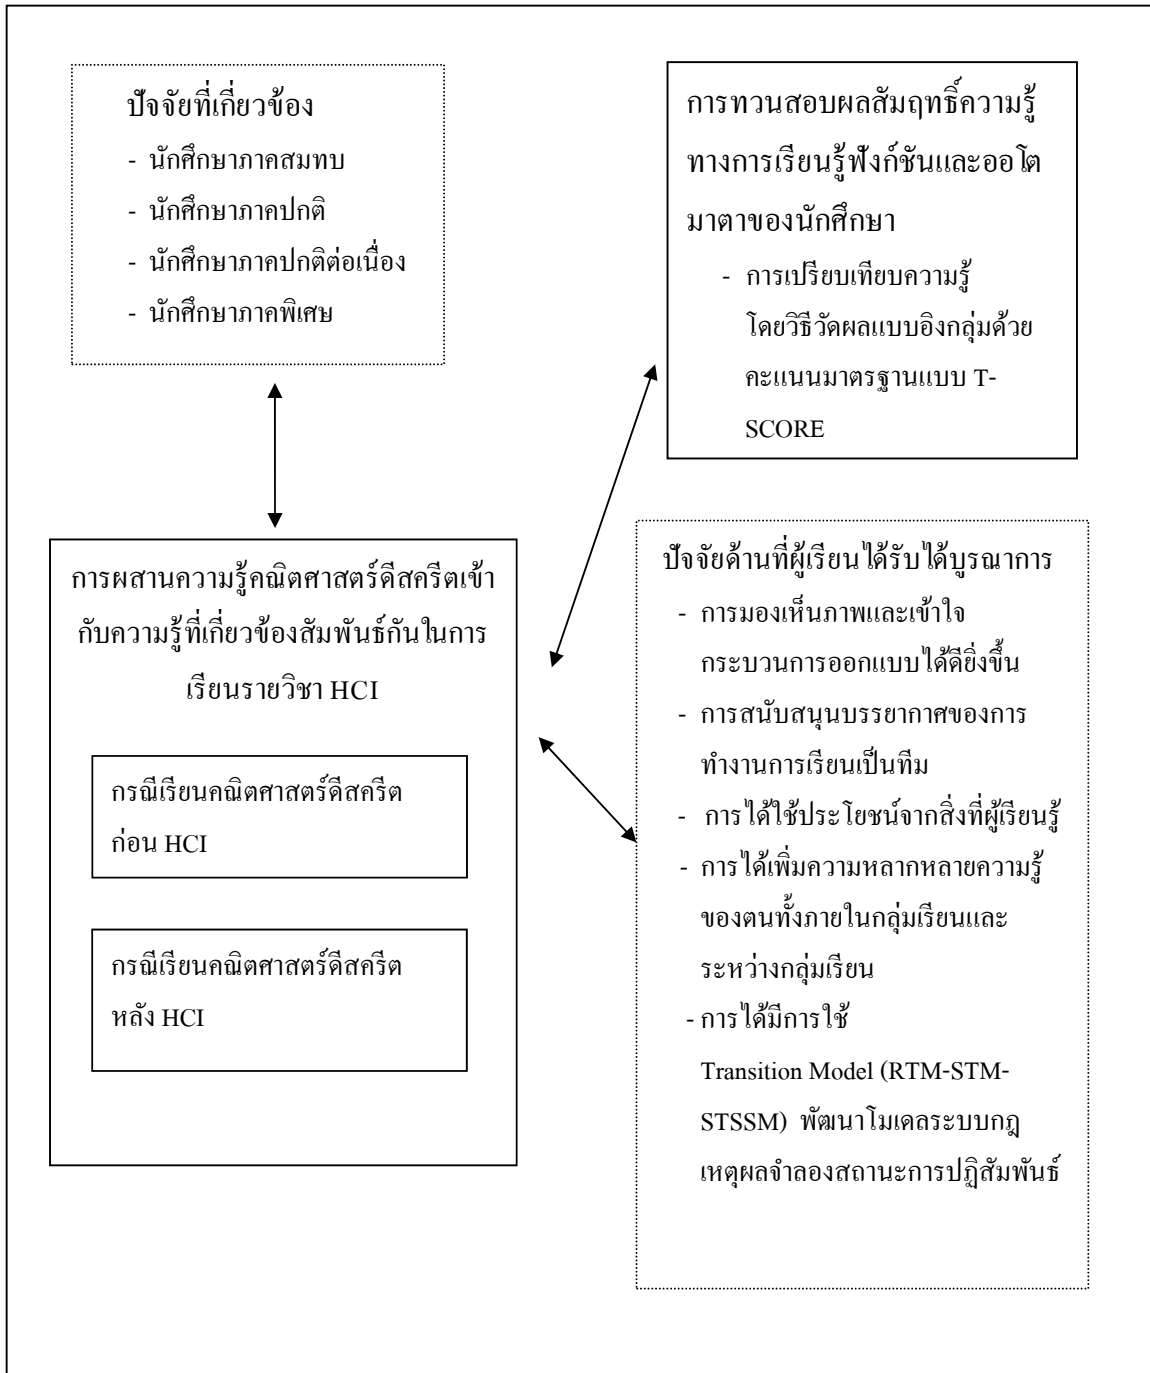 ปัจจัยที่เกี่ยวข้อง
- นักศึกษาภาคสมทบ
- นักศึกษาภาคปกติ
- นักศึกษาภาคปกติต่อเนื่อง
- นักศึกษาภาคพิเศษ
การทวนสอบผลสัมฤทธิ์ความรู้
ทางการเรียนรู้ฟังก์ชันและออโต
มาตาของนักศึกษา
- การเปรียบเทียบความรู้
โดยวิธีวัดผลแบบอิงกลุ่มด้วย
คะแนนมาตรฐานแบบ T-
SCORE
การผสานความรู้คณิตศาสตร์ดีสครีตเข้า
กับความรู้ที่เกี่ยวข้องสัมพันธ์กันในการ
เรียนรายวิชา HCI
กรณีเรียนคณิตศาสตร์ดีสครีต
ก่อน HCI
กรณีเรียนคณิตศาสตร์ดีสครีต
หลัง HCI
ปัจจัยด้านที่ผู้เรียนได้รับได้บูรณาการ
- การมองเห็นภาพและเข้าใจ
กระบวนการออกแบบได้ดียิ่งขึ้น
- การสนับสนุนบรรยากาศของการ
ทำงานการเรียนเป็นทีม
- การได้ใช้ประโยชน์จากสิ่งที่ผู้เรียนรู้
- การได้เพิ่มความหลากหลายความรู้
ของตนทั้งภายในกลุ่มเรียนและ
ระหว่างกลุ่มเรียน
- การได้มีการใช้
Transition Model (RTM-STM-
STSSM) พัฒนาโมเดลระบบกฎ
เหตุผลจำลองสถานะการปฏิสัมพันธ์